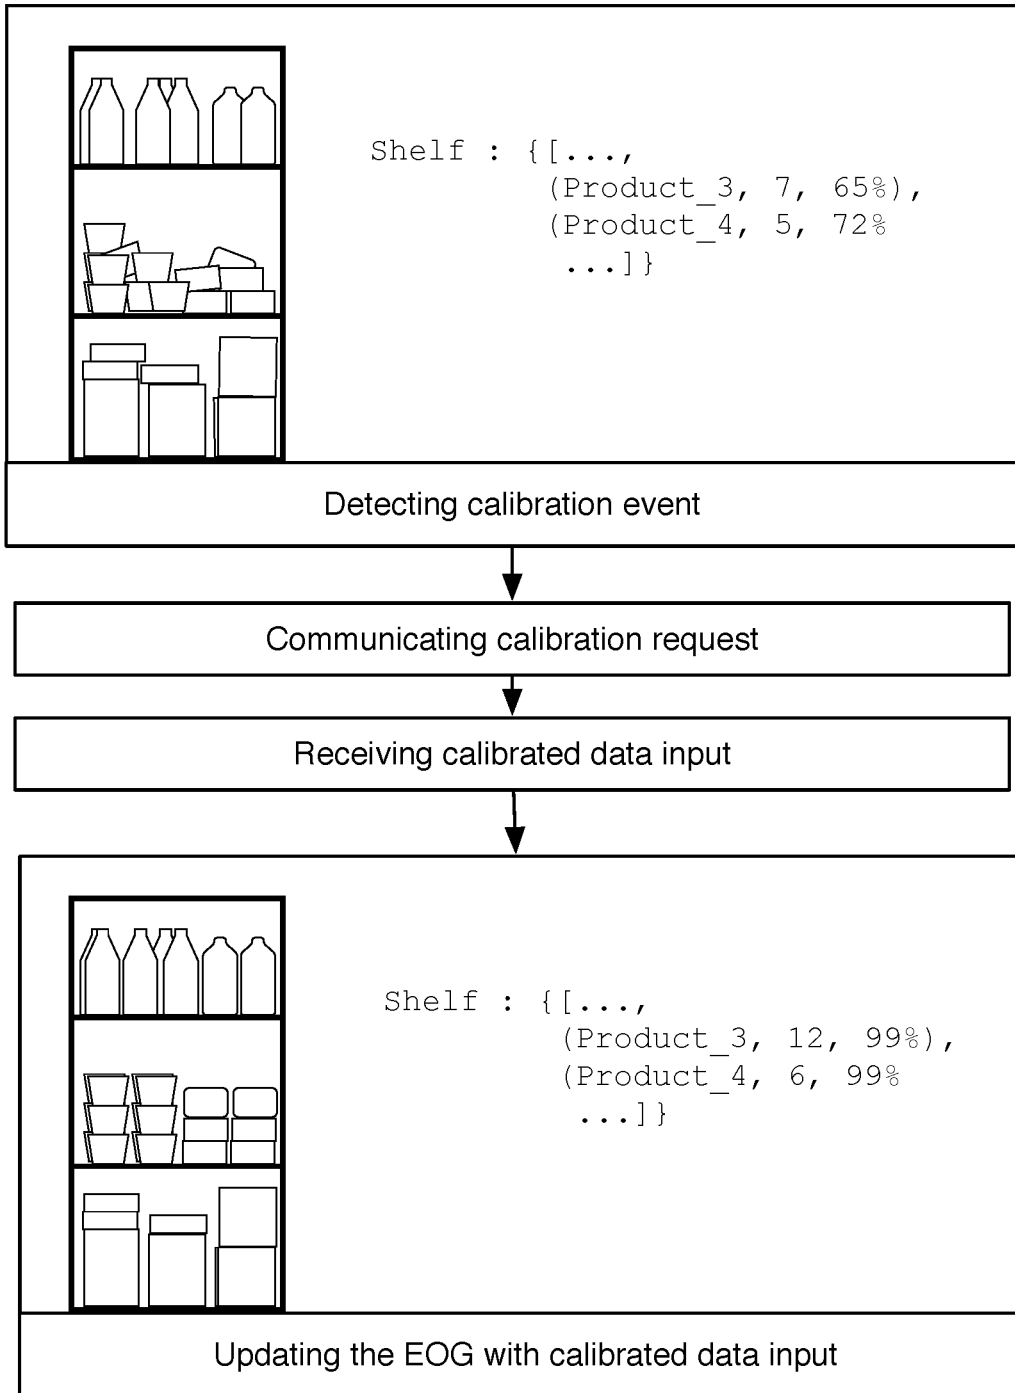 Shelf : {[...,
(Product_3, 7, 65%),
(Product_4, 5, 72%
...]}
Detecting calibration event
Communicating calibration request
Receiving calibrated data input
Shelf : {[...,
(Product_3, 12, 99%),
(Product_4, 6, 99%
...]}
Updating the EOG with calibrated data input